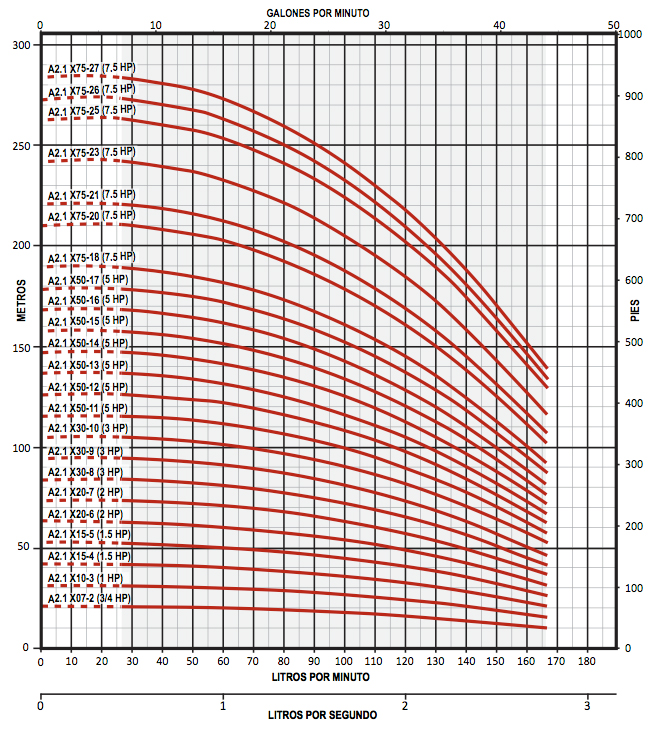 GALONES POR MINUTO
0 10 20 30 40 50
300
250
200
150
100
50
0
METROS
1000
900
800
700
600
500
400
300
200
100
0
PIES
A2.1 X75-27 (7.5 HP)
A2.1 X75-26 (7.5 HP)
A2.1 X75-25 (7.5 HP)
A2.1 X75-23 (7.5 HP)
A2.1 X75-21 (7.5 HP)
A2.1 X75-20 (7.5 HP)
A2.1 X75-18 (7.5 HP)
A2.1 X50-17 (5 HP)
A2.1 X50-16 (5 HP)
A2.1 X50-15 (5 HP)
A2.1 X50-14 (5 HP)
A2.1 X50-13 (5 HP)
A2.1 X50-12 (5 HP)
A2.1 X50-11 (5 HP)
A2.1 X30-10 (3 HP)
A2.1 X30-9 (3 HP)
A2.1 X30-8 (3 HP)
A2.1 X20-7 (2 HP)
A2.1 X20-6 (2 HP)
A2.1 X15-5 (1.5 HP)
A2.1 X15-4 (1.5 HP)
A2.1 X10-3 (1 HP)
A2.1 X07-2 (3/4 HP)
0 10 20 30 40 50 60 70 80 90 100 110 120 130 140 150 160 170 180
LITROS POR MINUTO
0 1 2 3
LITROS POR SEGUNDO